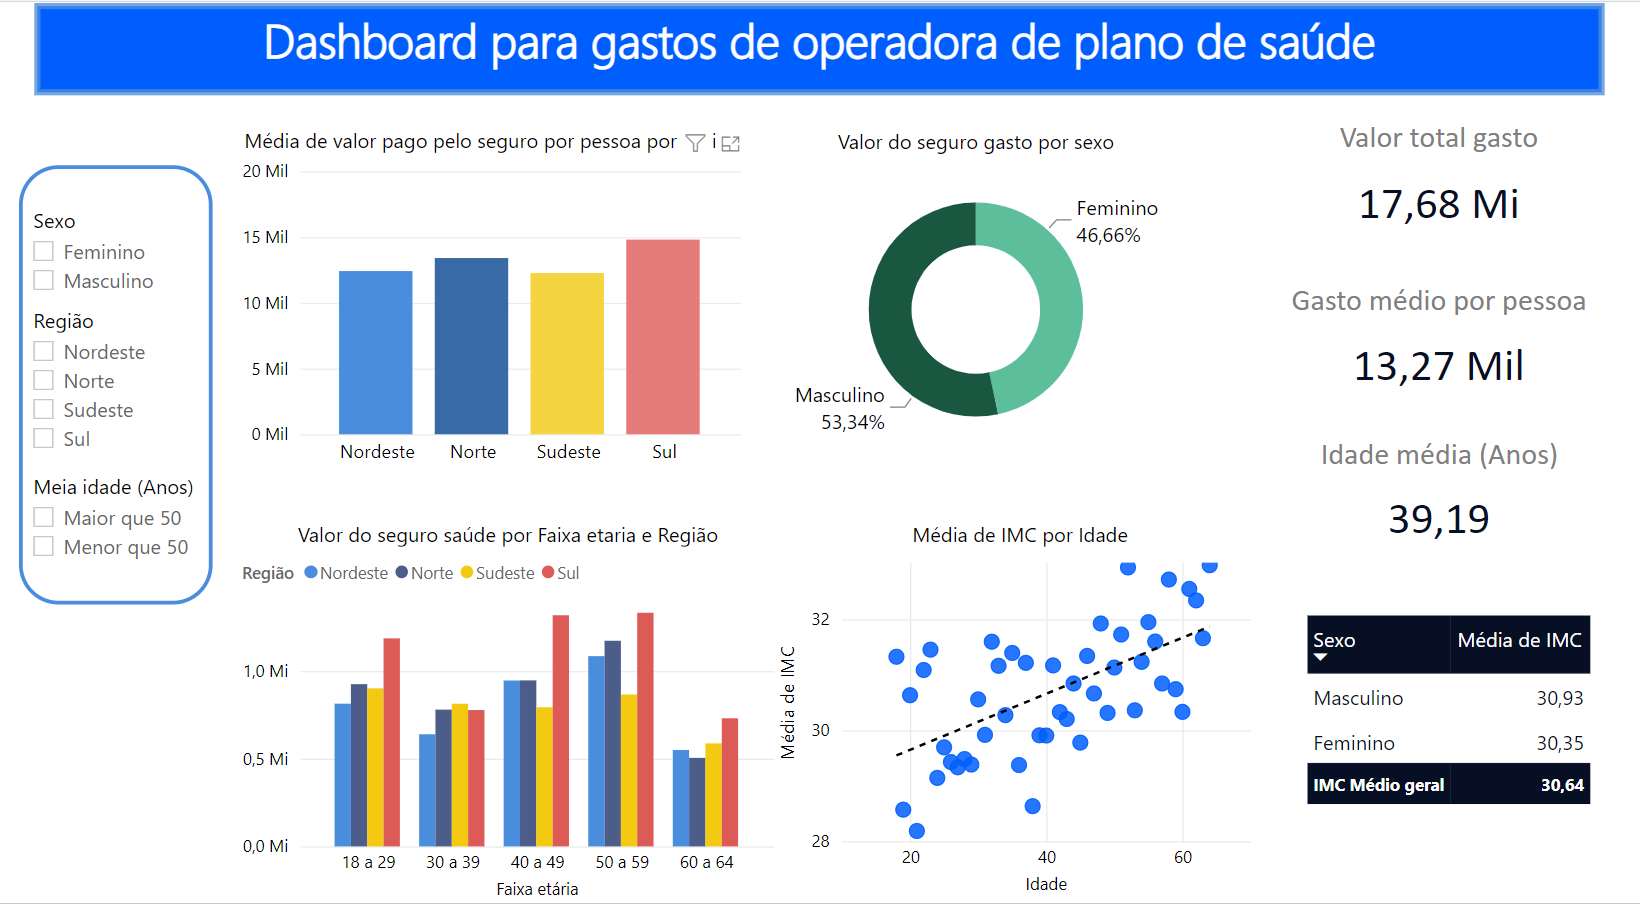 Dashboard para gastos de operadora de plano de saúde
Sexo
Feminino
Masculino
Região
Nordeste
Norte
Sudeste
Sul
Meia idade (Anos)
Maior que 50
Menor que 50
Média de valor pago pelo seguro por pessoa por
20 Mil
15 Mil
10 Mil
5 Mil
0 Mil
Nordeste Norte Sudeste Sul
Valor do seguro gasto por sexo
Feminino
46,66%
Masculino
53,34%
Valor total gasto
17,68 Mi
Gasto médio por pessoa
13,27 Mil
Idade média (Anos)
39,19
Valor do seguro saúde por Faixa etaria e Região
Região Nordeste Norte Sudeste Sul
1,0 Mi
0,5 Mi
0,0 Mi
18 a 29 30 a 39 40 a 49 50 a 59 60 a 64
Faixa etária
Média de IMC por Idade
Média de IMC
32
30
28
20 40 60
Idade
Sexo Média de IMC
Masculino 30,93
Feminino 30,35
IMC Médio geral 30,64